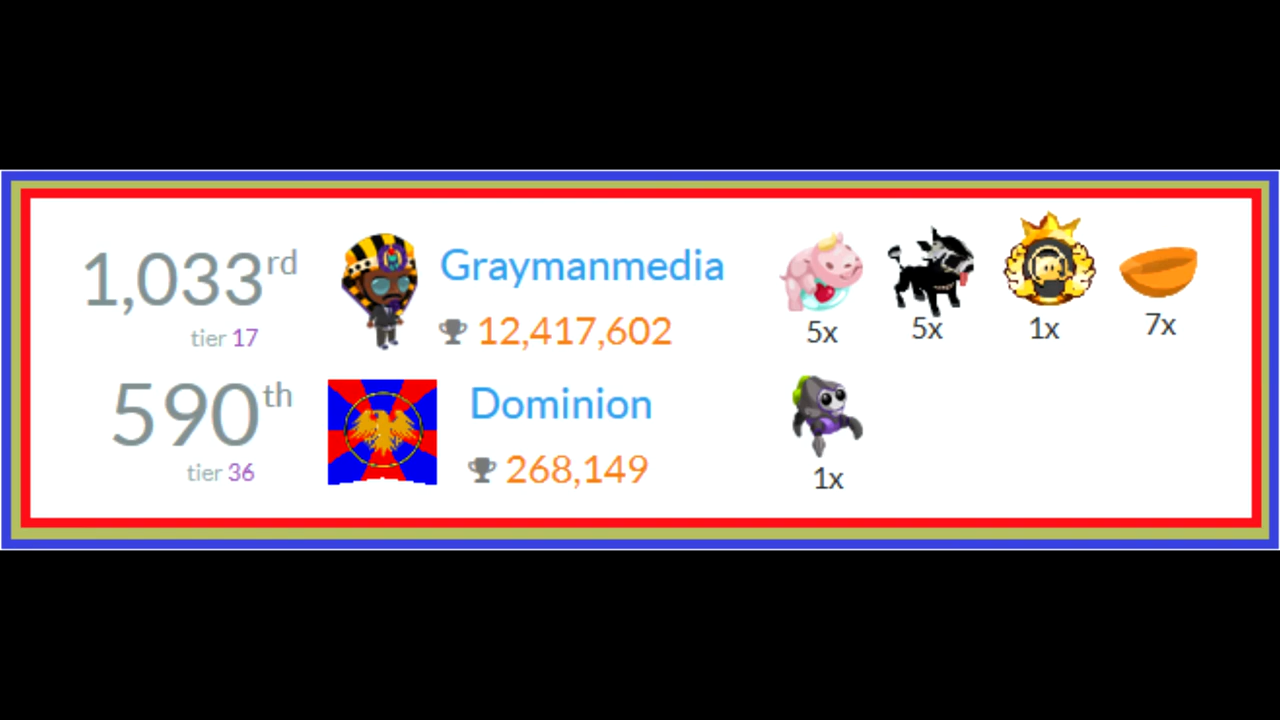 1,033rd
tier 17
Graymanmedia
12,417,602
5x 5x 1x 7x
590th
tier 36
Dominion
268,149
1x